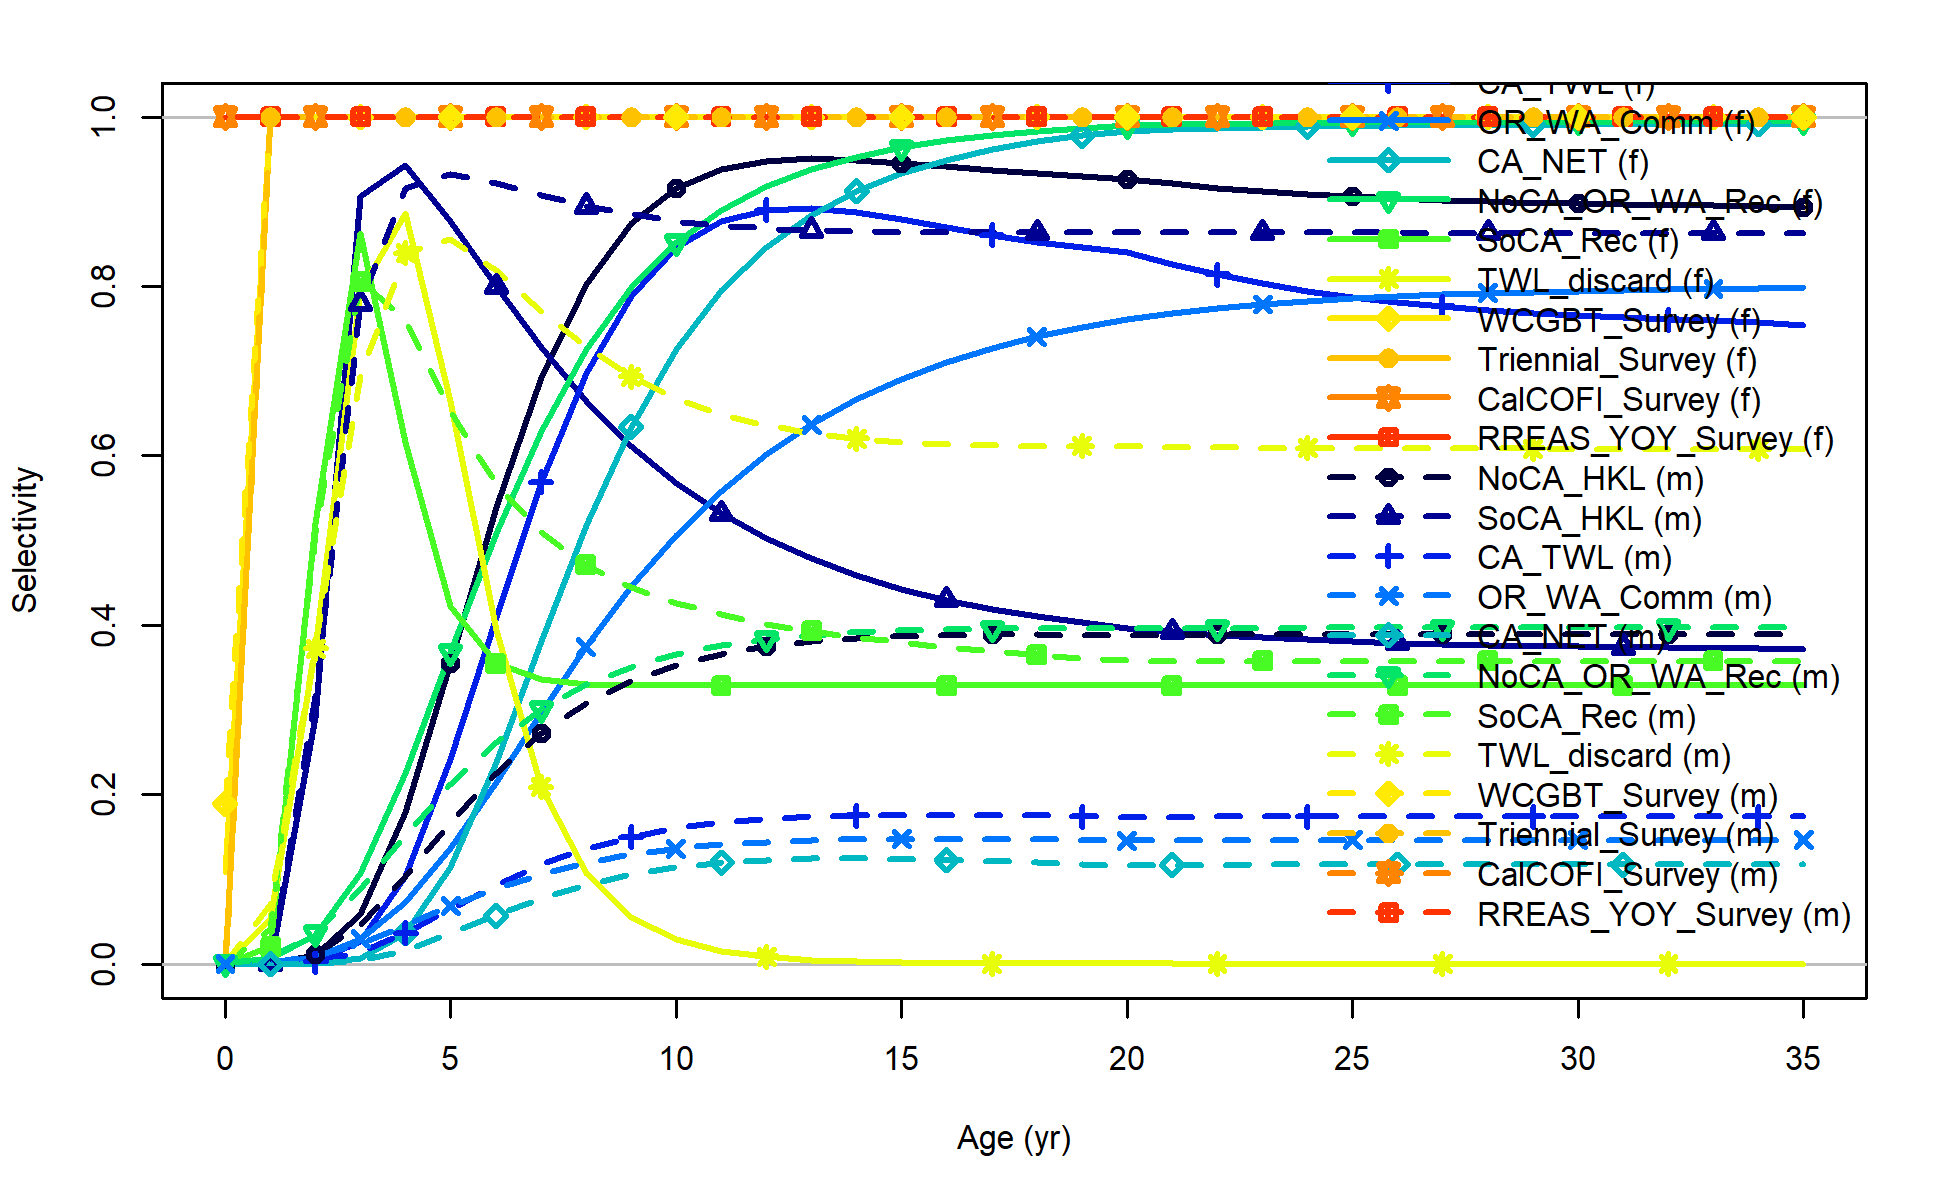 Selectivity
1.0
0.8
0.6
0.4
0.2
0.0
CA_TWL (f)
OR_WA_Comm (f)
CA_NET (f)
NoCA_OR_WA_Rec (f)
SoCA_Rec (f)
TWL_discard (f)
WCGBT_Survey (f)
Triennial_Survey (f)
CalCOFI_Survey (f)
RREAS_YOY_Survey (f)
NoCA_HKL (m)
SoCA_HKL (m)
CA_TWL (m)
OR_WA_Comm (m)
CA_NET (m)
NoCA_OR_WA_Rec (m)
SoCA_Rec (m)
TWL_discard (m)
WCGBT_Survey (m)
Triennial_Survey (m)
CalCOFI_Survey (m)
RREAS_YOY_Survey (m)
0 5 10 15 20 25 30 35
Age (yr)